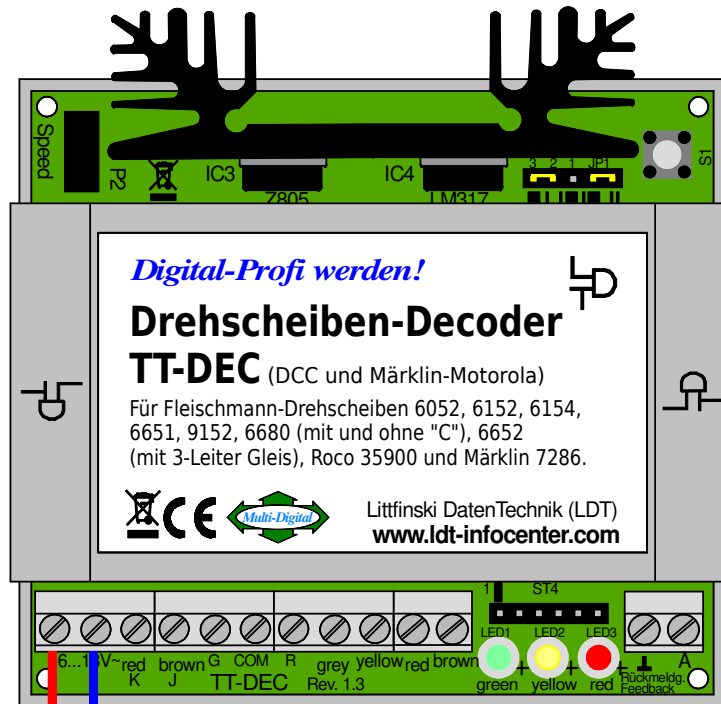 Speed
P2
IC3
IC4
3 2 1 JP1
S1
Z805
LM317
Digital-Profi werden!
Drehscheiben-Decoder
TT-DEC (DCC und Märklin-Motorola)
Für Fleischmann-Drehscheiben 6052, 6152, 6154,
6651, 9152, 6680 (mit und ohne "C"), 6652
(mit 3-Leiter Gleis), Roco 35900 und Märklin 7286.
CE
Multi-Digital
Littfinski DatenTechnik (LDT)
www.ldt-infocenter.com
1
ST4
LED1 LED2 LED3
red brown G COM R grey yellow red brown
K J
TT-DEC Rev. 1.3
green + yellow + red +
A
Rückmeldg.
Feedback